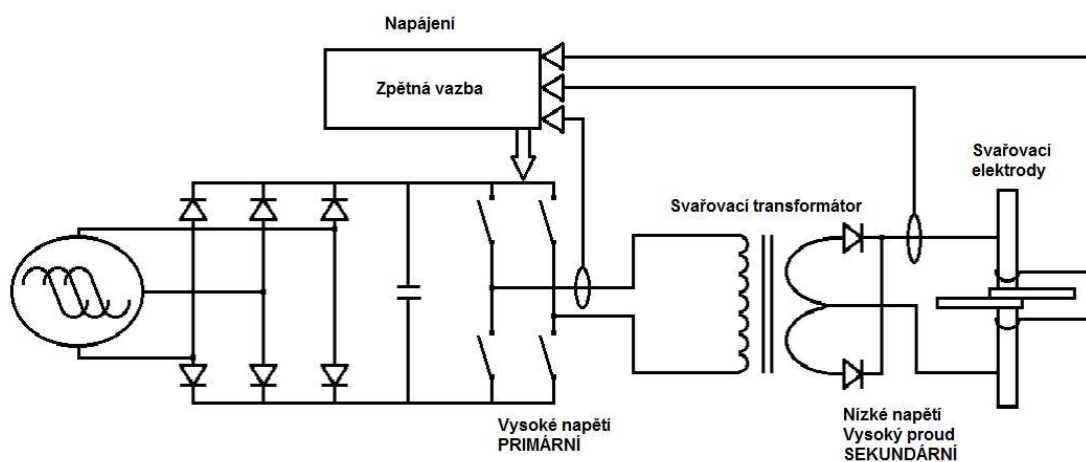 Napájení
Zpětná vazba
Svařovací
elektrody
Svařovací transformátor
Vysoké napětí
PRIMÁRNÍ
Nízké napětí
Vysoký proud
SEKUNDÁRNÍ